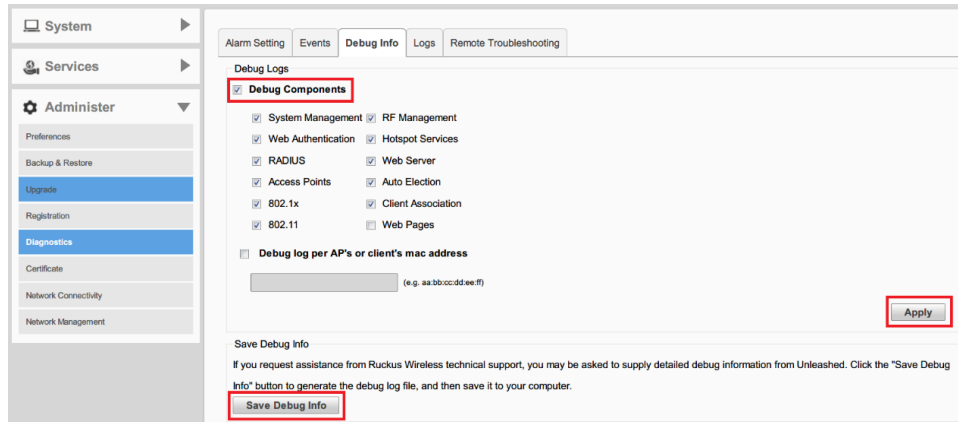 System
Services
Administer
Preferences
Backup & Restore
Upgrade
Registration
Diagnostics
Certificate
Network Connectivity
Network Management
Alarm Setting Events Debug Info Logs Remote Troubleshooting
Debug Logs
Debug Components
System Management RF Management
Web Authentication Hotspot Services
RADIUS Web Server
Access Points Auto Election
802.1x Client Association
802.11 Web Pages
Debug log per AP's or client's mac address
(e.g. aa:bb:cc:dd:ee:ff)
Apply
Save Debug Info
If you request assistance from Ruckus Wireless technical support, you may be asked to supply detailed debug information from Unleashed. Click the "Save Debug
Info" button to generate the debug log file, and then save it to your computer.
Save Debug Info